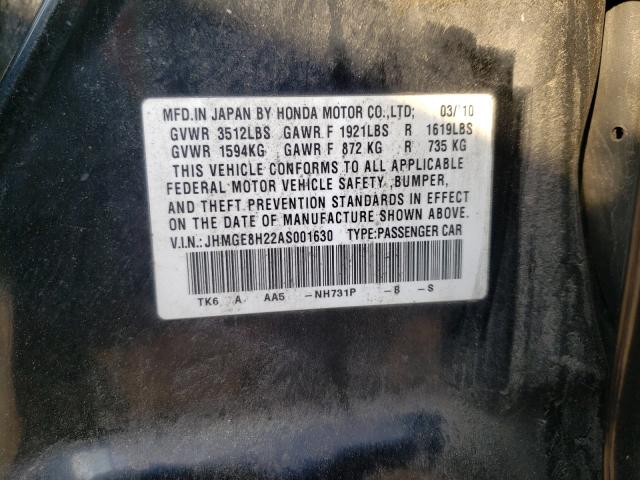 MFD.IN JAPAN BY HONDA MOTOR CO.,LTD; 03/10
GVWR 3512LBS GAWR F 1921LBS R 1619LBS
GVWR 1594KG GAWR F 872 KG R 735 KG
THIS VEHICLE CONFORMS TO ALL APPLICABLE
FEDERAL MOTOR VEHICLE SAFETY ,BUMPER,
AND THEFT PREVENTION STANDARDS IN EFFECT
ON THE DATE OF MANUFACTURE SHOWN ABOVE.
V.I.N.: JHMGE8H22AS001630 TYPE:PASSENGER CAR
TK6 A AA5 -NH731P -B -S